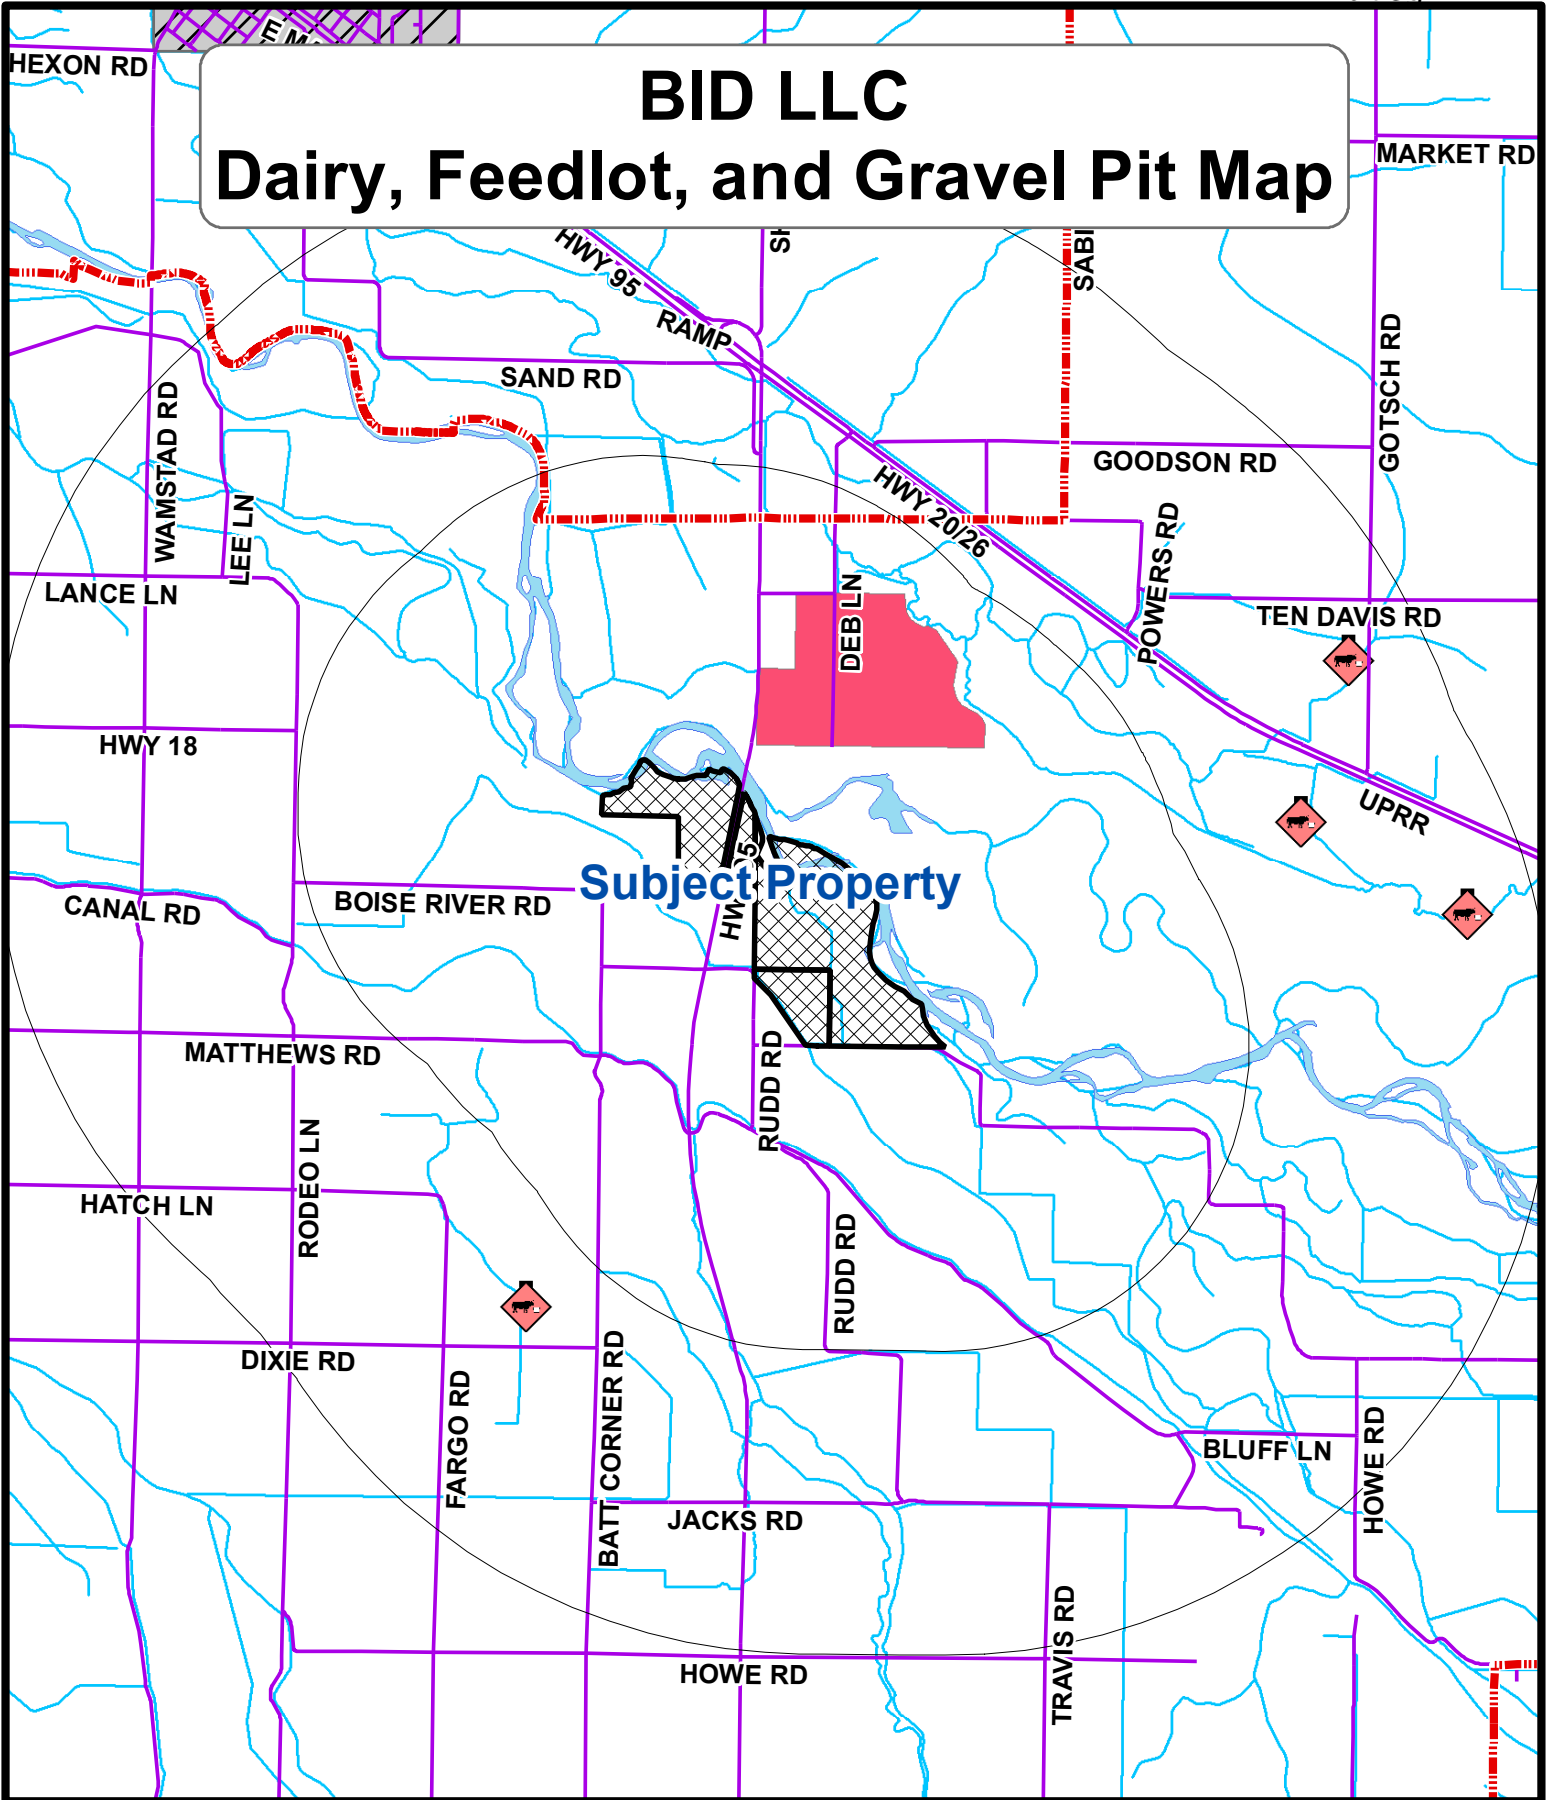 HEXON RD
BID LLC
Dairy, Feedlot, and Gravel Pit Map
MARKET RD
HWY 95
RAMP
SAND RD
WAMSTAD RD
GOTSCH RD
GOODSON RD
HWY 20/26
LEE LN
LANCE LN
DEB LN
POWERS RD
TEN DAVIS RD
HWY 18
UPRR
Subject Property
CANAL RD
BOISE RIVER RD
MATTHEWS RD
RUDD RD
HATCH LN
RODEO LN
RUDD RD
DIXIE RD
FARGO RD
BATT CORNER RD
BLUFF LN
HOWE RD
JACKS RD
HOWE RD
TRAVIS RD